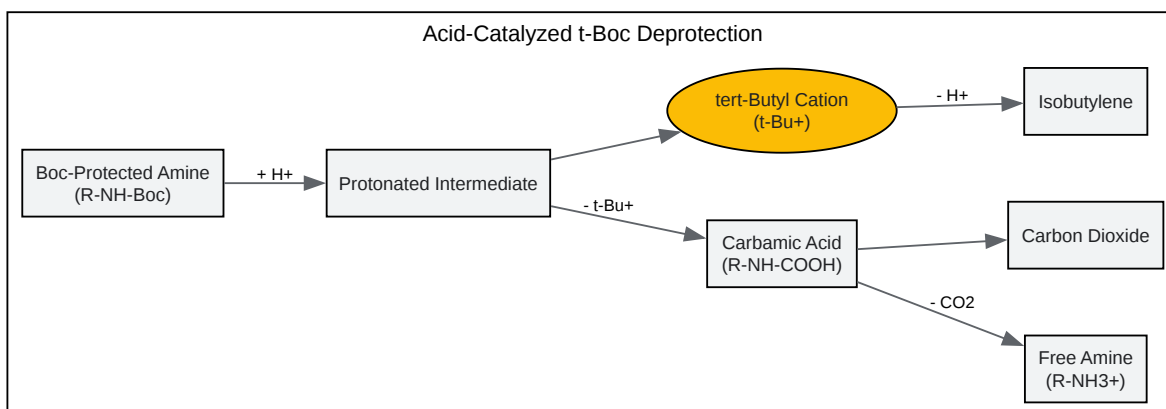 Acid-Catalyzed t-Boc Deprotection
tert-Butyl Cation
(t-Bu+)
- H+
Isobutylene
Boc-Protected Amine
(R-NH-Boc)
+ H+
Protonated Intermediate
- t-Bu+
Carbamic Acid
(R-NH-COOH)
Carbon Dioxide
- CO2
Free Amine
(R-NH3+)